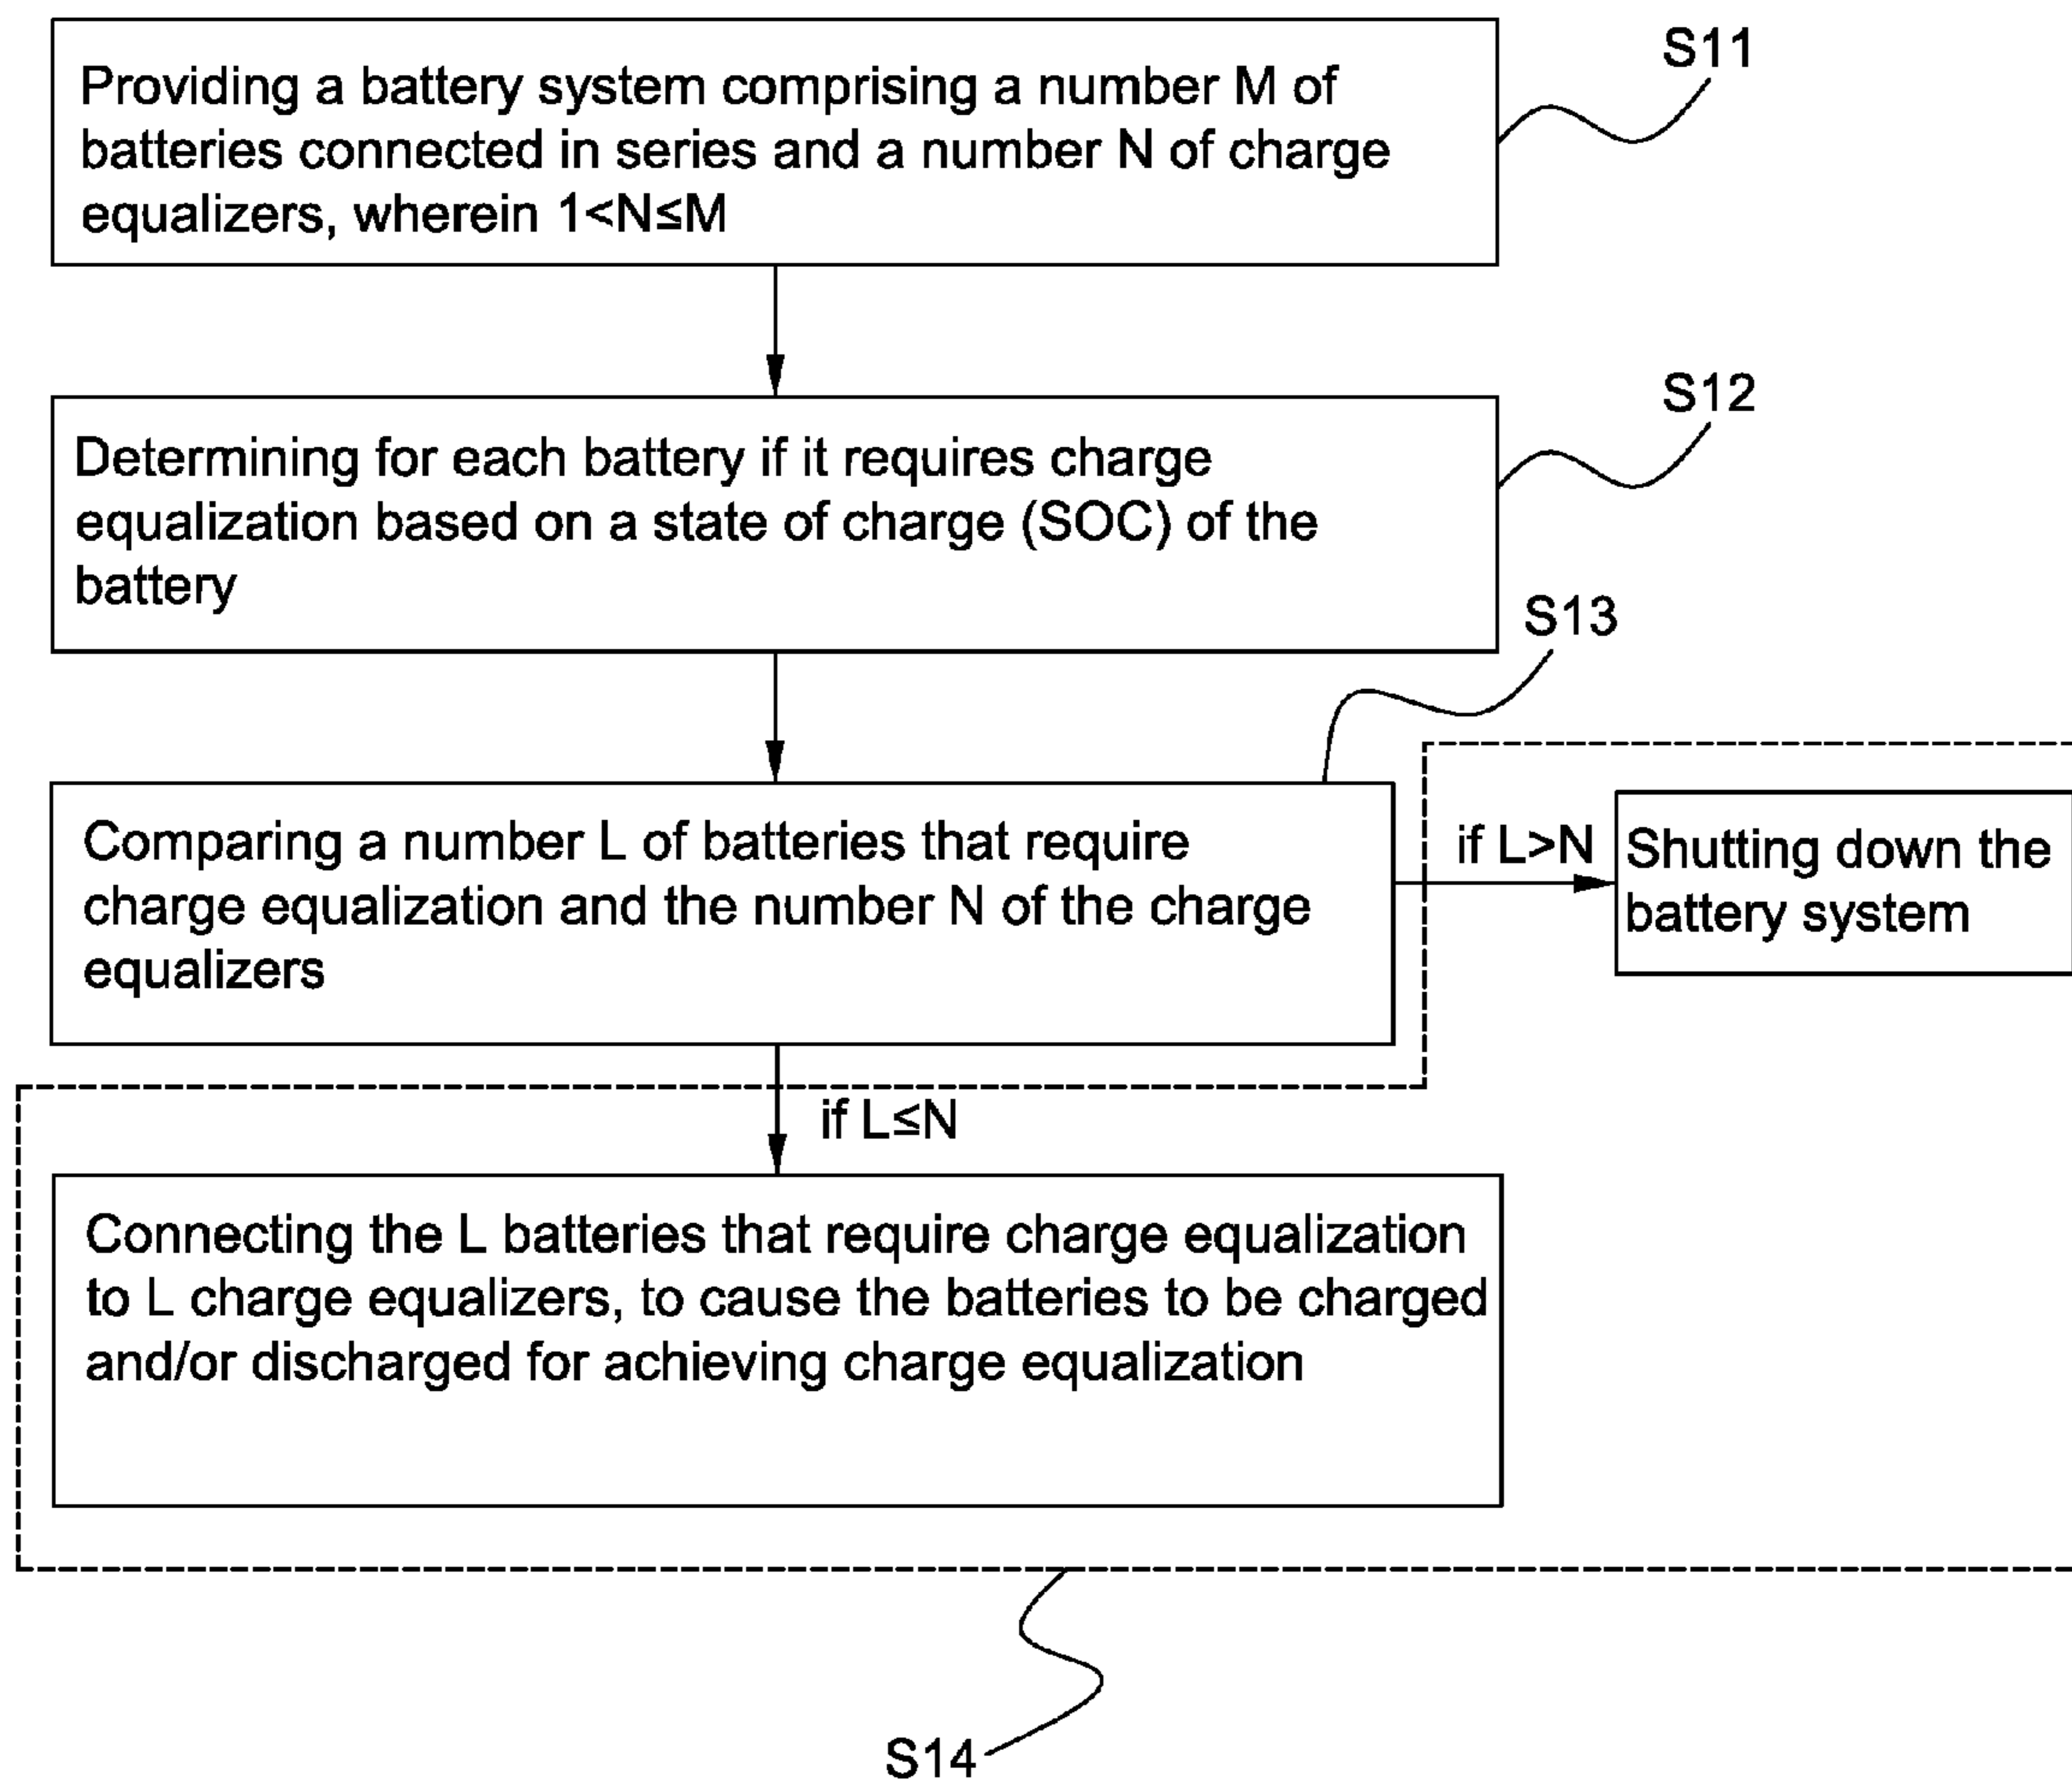 Providing a battery system comprising a number M of
batteries connected in series and a number N of charge
equalizers, wherein 1<N≤M
S11
Determining for each battery if it requires charge
equalization based on a state of charge (SOC) of the
battery
S12
S13
Comparing a number L of batteries that require
charge equalization and the number N of the charge
equalizers
if L>N
Shutting down the
battery system
if L≤N
Connecting the L batteries that require charge equalization
to L charge equalizers, to cause the batteries to be charged
and/or discharged for achieving charge equalization
S14